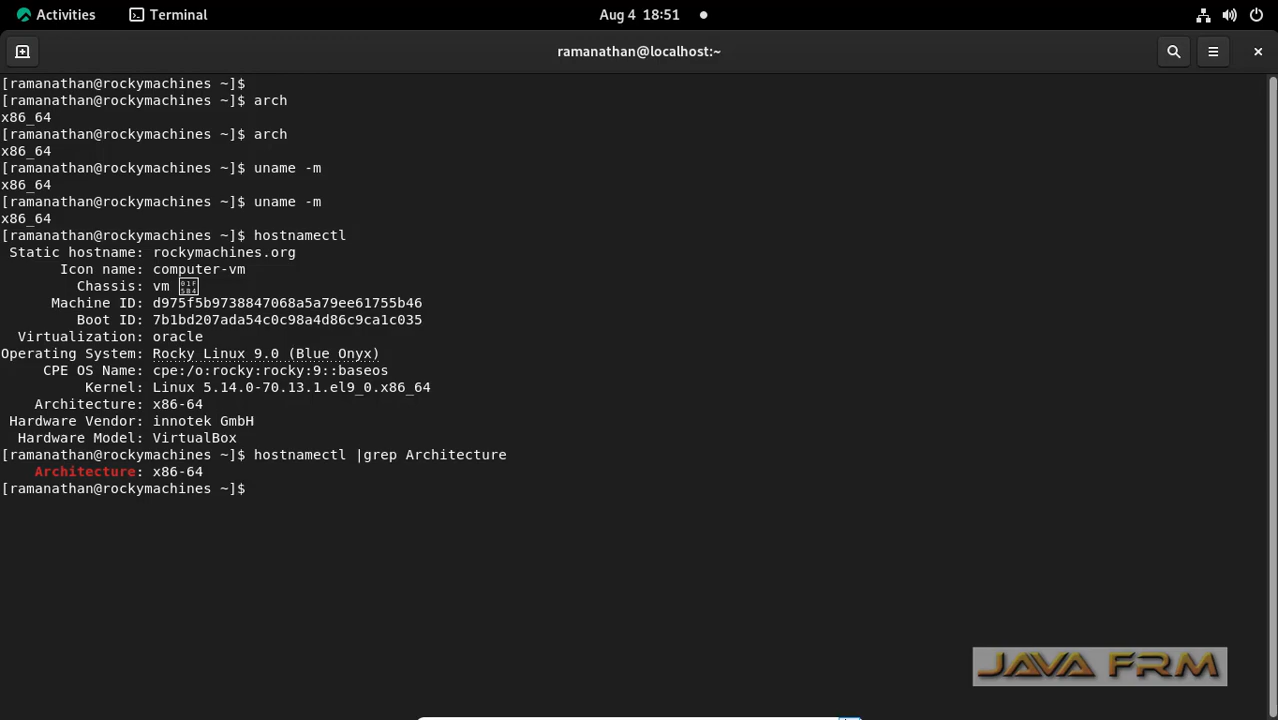 Activities Terminal Aug 4 18:51
ramanathan@localhost:~
[ramanathan@rockymachines ~]$
[ramanathan@rockymachines ~]$ arch
x86_64
[ramanathan@rockymachines ~]$ arch
x86_64
[ramanathan@rockymachines ~]$ uname -m
x86_64
[ramanathan@rockymachines ~]$ uname -m
x86_64
[ramanathan@rockymachines ~]$ hostnamectl
Static hostname: rockymachines.org
Icon name: computer-vm
Chassis: vm
Machine ID: d975f5b9738847068a5a79ee61755b46
Boot ID: 7b1bd207ada54c0c98a4d86c9ca1c035
Virtualization: oracle
Operating System: Rocky Linux 9.0 (Blue Onyx)
CPE OS Name: cpe:/o:rocky:rocky:9::baseos
Kernel: Linux 5.14.0-70.13.1.el9_0.x86_64
Architecture: x86-64
Hardware Vendor: innotek GmbH
Hardware Model: VirtualBox
[ramanathan@rockymachines ~]$ hostnamectl |grep Architecture
Architecture: x86-64
[ramanathan@rockymachines ~]$
JAVA FRM